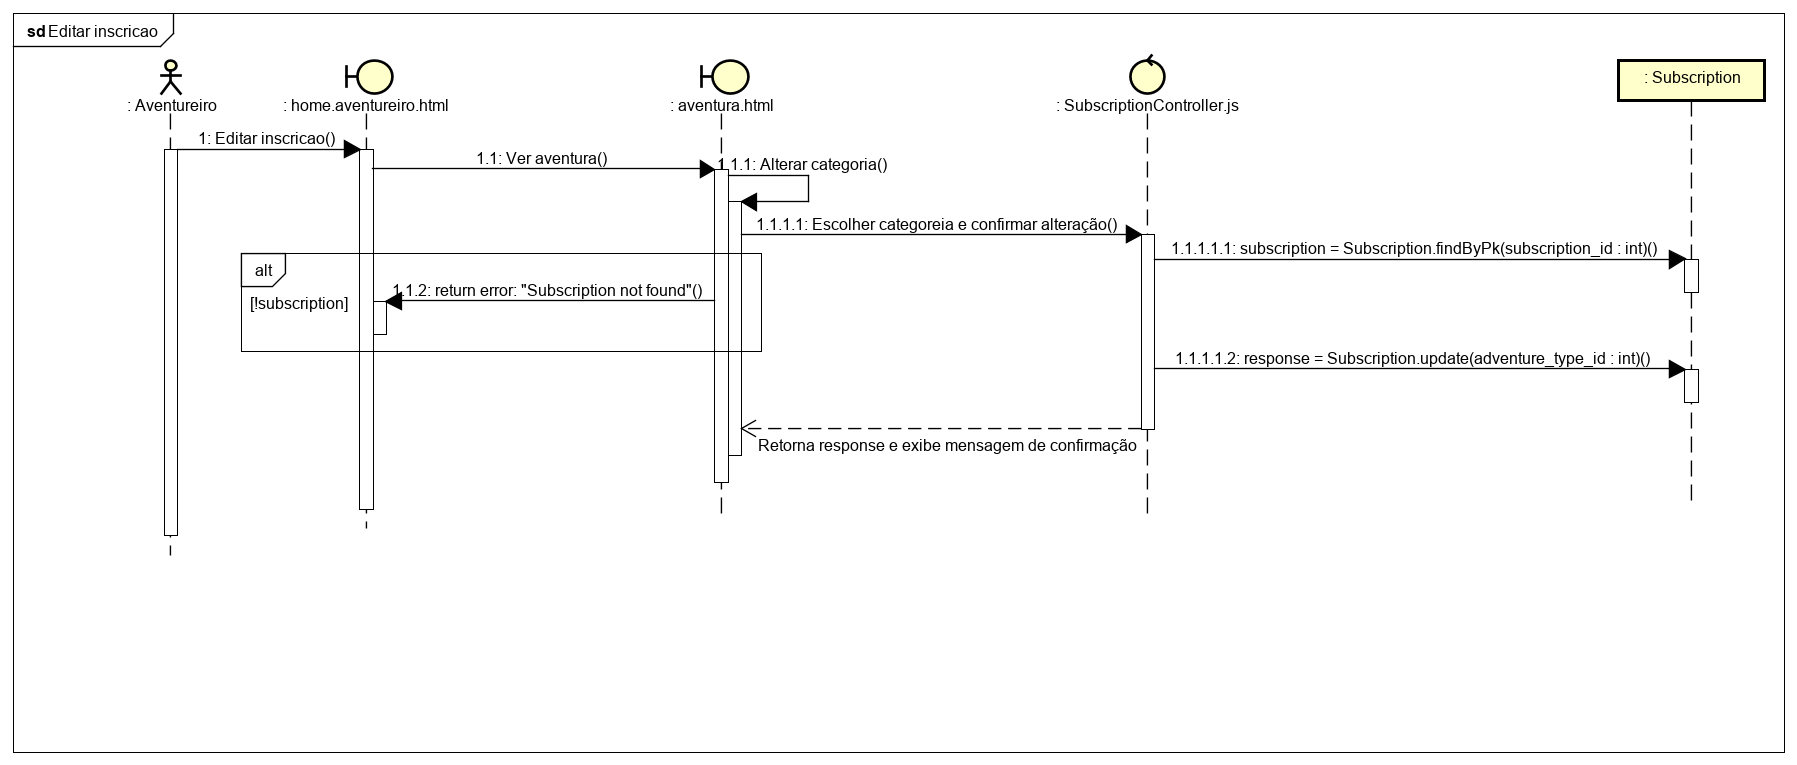 sd Editar inscricao
: Aventureiro
: home.aventureiro.html
: aventura.html
: SubscriptionController.js
: Subscription
1: Editar inscricao()
1.1: Ver aventura()
1.1.1: Alterar categoria()
1.1.1.1: Escolher categoreia e confirmar alteração()
1.1.1.1.1: subscription = Subscription.findByPk(subscription_id : int)()
alt
[!subscription]
1.1.2: return error: "Subscription not found"()
1.1.1.1.2: response = Subscription.update(adventure_type_id : int)()
Retorna response e exibe mensagem de confirmação